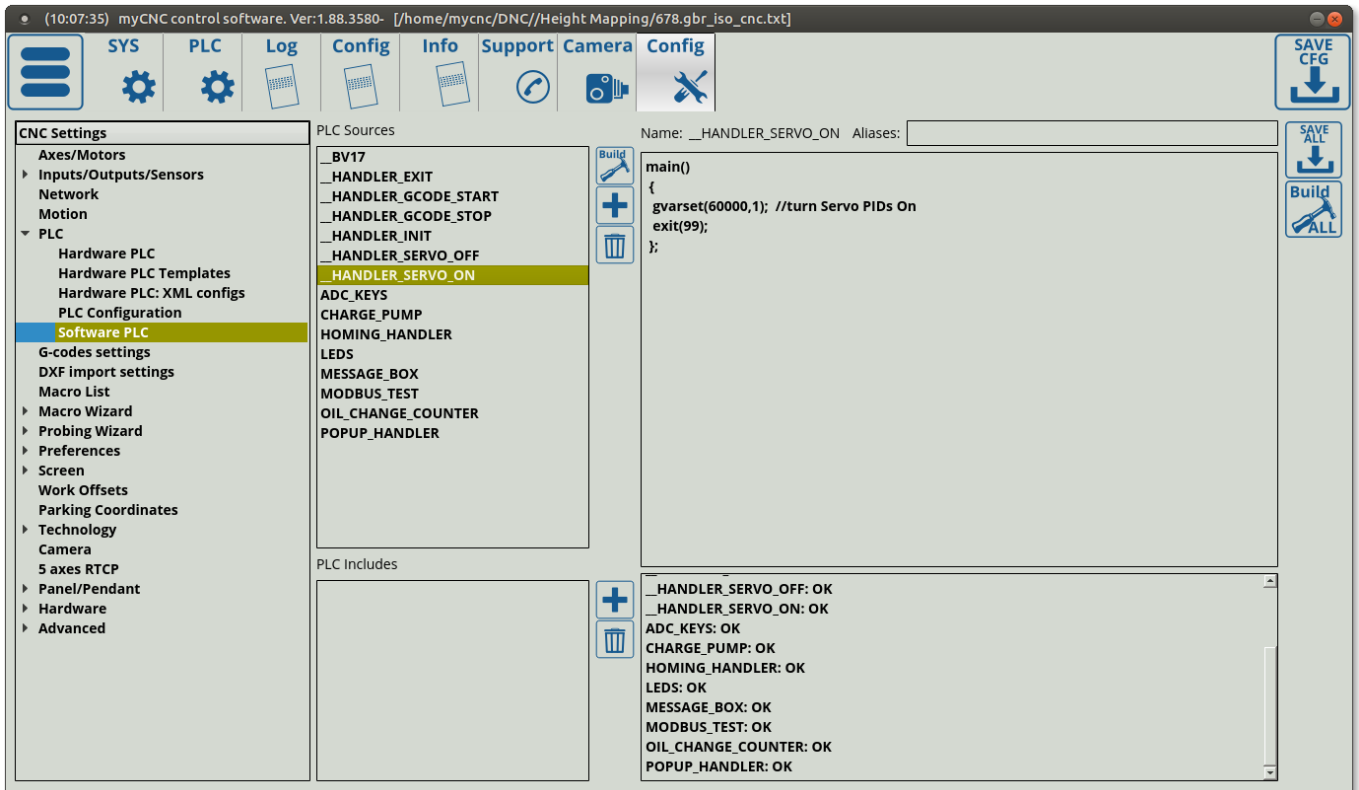 (10:07:35) myCNC control software. Ver:1.88.3580- [/home/mycnc/DNC//Height Mapping/678.gbr_iso_cnc.txt]
SYS
PLC
Log
Config
Info
Support
Camera
Config
SAVE
CFG
CNC Settings
Axes/Motors
Inputs/Outputs/Sensors
Network
Motion
PLC
Hardware PLC
Hardware PLC Templates
Hardware PLC: XML configs
PLC Configuration
Software PLC
G-codes settings
DXF import settings
Macro List
Macro Wizard
Probing Wizard
Preferences
Screen
Work Offsets
Parking Coordinates
Technology
Camera
5 axes RTCP
Panel/Pendant
Hardware
Advanced
PLC Sources
__BV17
__HANDLER_EXIT
__HANDLER_GCODE_START
__HANDLER_GCODE_STOP
__HANDLER_INIT
__HANDLER_SERVO_OFF
__HANDLER_SERVO_ON
ADC_KEYS
CHARGE_PUMP
HOMING_HANDLER
LEDS
MESSAGE_BOX
MODBUS_TEST
OIL_CHANGE_COUNTER
POPUP_HANDLER
Build
PLC Includes
Name: __HANDLER_SERVO_ON Aliases:
main()
{
gvarset(60000,1); //turn Servo PIDs On
exit(99);
};
__HANDLER_SERVO_OFF: OK
__HANDLER_SERVO_ON: OK
ADC_KEYS: OK
CHARGE_PUMP: OK
HOMING_HANDLER: OK
LEDS: OK
MESSAGE_BOX: OK
MODBUS_TEST: OK
OIL_CHANGE_COUNTER: OK
POPUP_HANDLER: OK
SAVE
ALL
Build
ALL